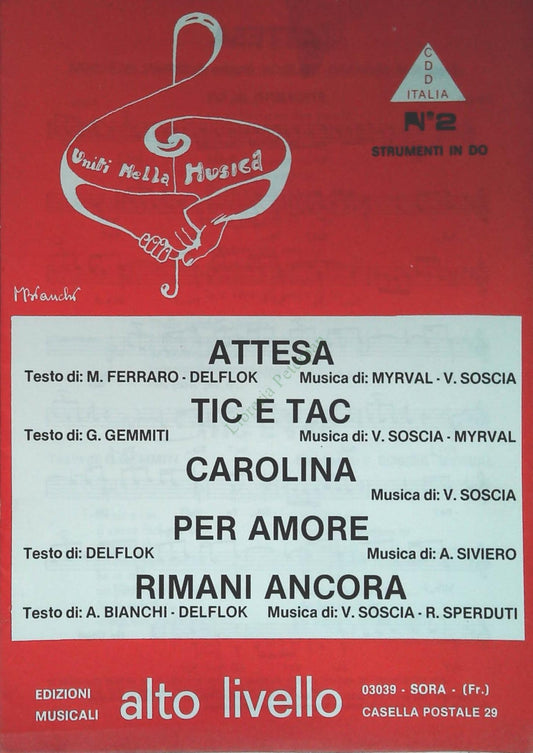 C
D
D
ITALIA
N°2
STRUMENTI IN DO
Uniti Nella Musica
MBianchi
ATTESA
Testo di: M. FERRARO - DELFLOK Musica di: MYRVAL - V. SOSCIA
TIC E TAC
Testo di: G. GEMMITI Musica di: V. SOSCIA - MYRVAL
CAROLINA
Musica di: V. SOSCIA
PER AMORE
Testo di: DELFLOK Musica di: A. SIVIERO
RIMANI ANCORA
Testo di: A. BIANCHI - DELFLOK Musica di: V. SOSCIA - R. SPERDUTI
EDIZIONI
MUSICALI
alto livello
03039 - SORA - (Fr.)
CASELLA POSTALE 29